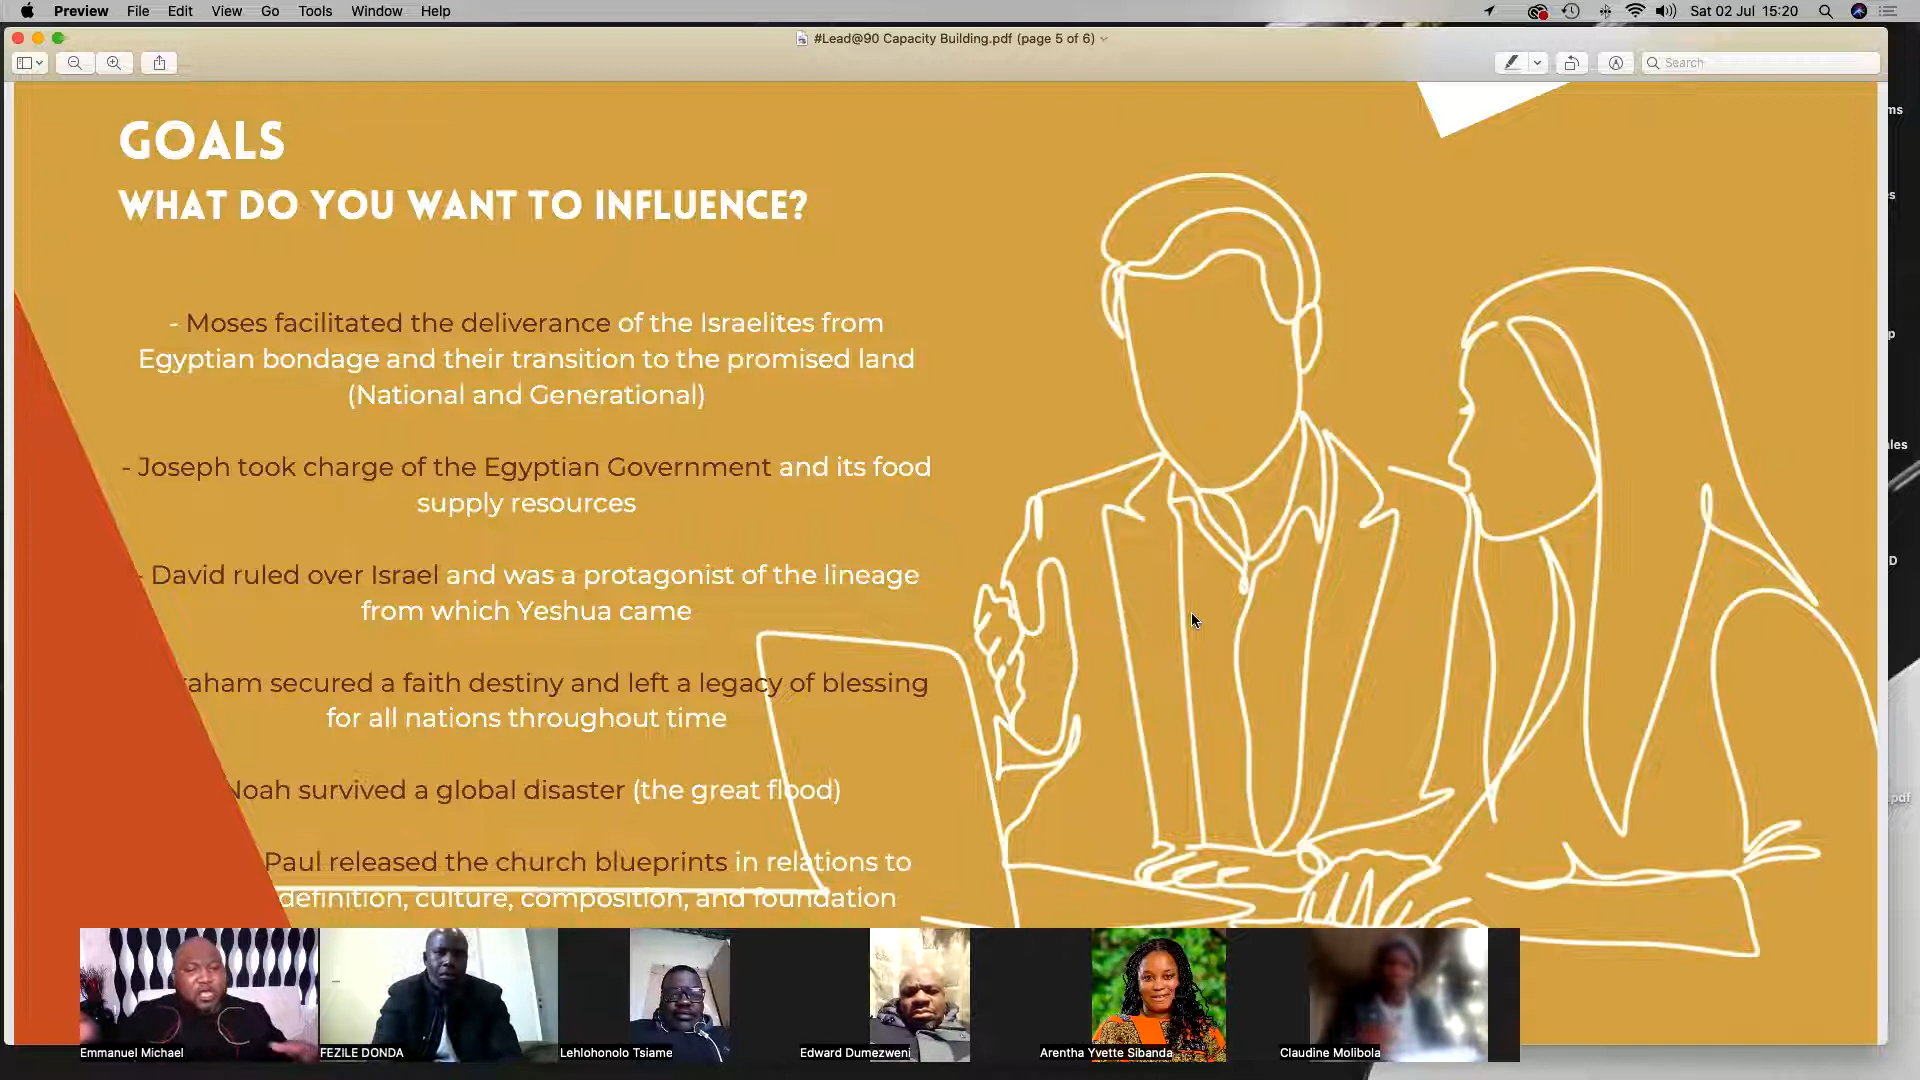 Preview File Edit View Go Tools Window Help
Sat 02 Jul 15:20
#Lead@90 Capacity Building.pdf (page 5 of 6)
Search
GOALS
WHAT DO YOU WANT TO INFLUENCE?
- Moses facilitated the deliverance of the Israelites from
Egyptian bondage and their transition to the promised land
(National and Generational)
- Joseph took charge of the Egyptian Government and its food
supply resources
- David ruled over Israel and was a protagonist of the lineage
from which Yeshua came
raham secured a faith destiny and left a legacy of blessing
for all nations throughout time
Noah survived a global disaster (the great flood)
Paul released the church blueprints in relations to
definition, culture, composition, and foundation
Emmanuel Michael
FEZILE DONDA
Lehlohonolo Tsiame
Edward Dumezweni
Arentha Yvette Sibanda
Claudine Molibola